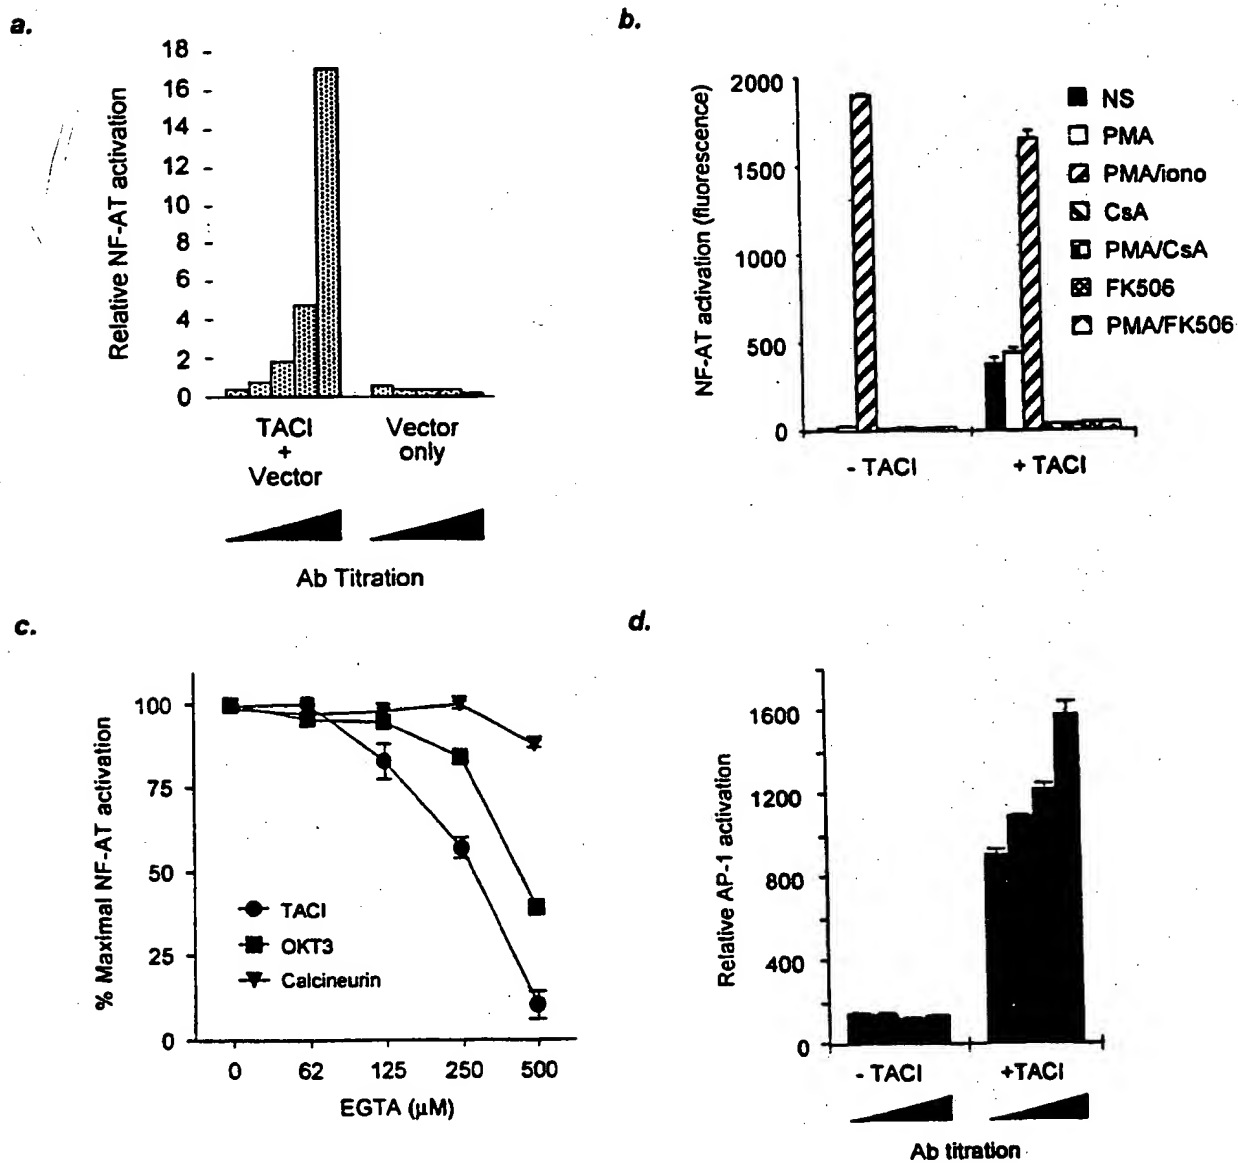 a.
Relative NF-AT activation
18
16
14
12
10
8
6
4
2
0
TACI
+
Vector
Vector
only
Ab Titration
b.
NF-AT activation (fluorescence)
2000
1500
1000
500
0
- TACI
+ TACI
NS
PMA
PMA/iono
CsA
PMA/CsA
FK506
PMA/FK506
c.
% Maximal NF-AT activation
100
75
50
25
0
TACI
OKT3
Calcineurin
0 62 125 250 500
EGTA (µM)
d.
Relative AP-1 activation
1600
1200
800
400
0
- TACI
+TACI
Ab titration